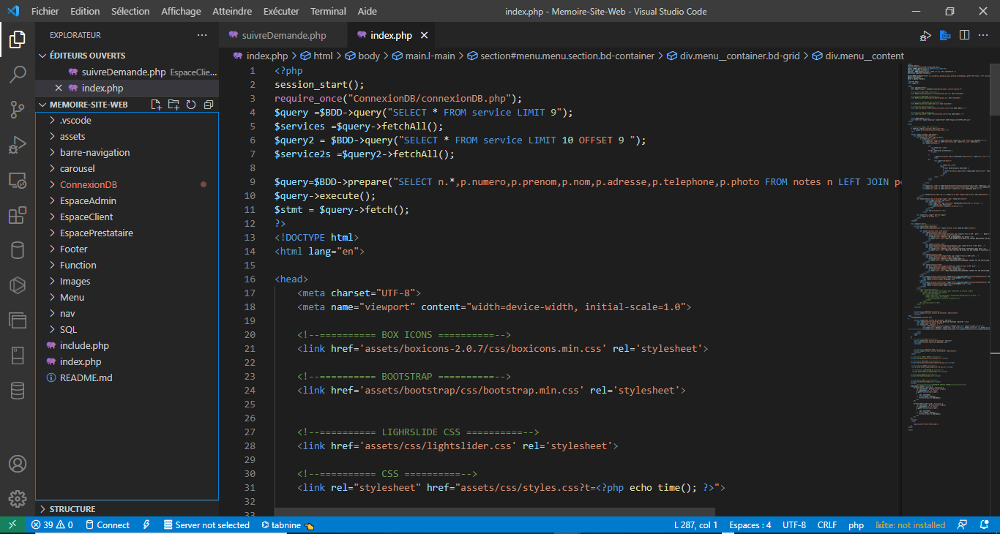 Fichier Edition Sélection Affichage Atteindre Exécuter Terminal Aide
index.php - Memoire-Site-Web - Visual Studio Code
EXPLORATEUR
ÉDITEURS OUVERTS
suivreDemande.php EspaceClie...
index.php
MEMOIRE-SITE-WEB
.vscode
assets
barre-navigation
carousel
ConnexionDB
EspaceAdmin
EspaceClient
EspacePrestataire
Footer
Function
Images
Menu
nav
SQL
include.php
index.php
README.md
STRUCTURE
suivreDemande.php
index.php
index.php > html > body > main.l-main > section#menu.menu.section.bd-container > div.menu__container.bd-grid > div.menu__content
1 <?php
2 session_start();
3 require_once("ConnexionDB/connexionDB.php");
4 $query =$BDD->query("SELECT * FROM service LIMIT 9");
5 $services =$query->fetchAll();
6 $query2 = $BDD->query("SELECT * FROM service LIMIT 10 OFFSET 9 ");
7 $service2s =$query2->fetchAll();
8
9 $query=$BDD->prepare("SELECT n.*,p.numero,p.prenom,p.nom,p.adresse,p.telephone,p.photo FROM notes n LEFT JOIN
10 $query->execute();
11 $stmt = $query->fetch();
12 ?>
13 <!DOCTYPE html>
14 <html lang="en">
15
16 <head>
17 <meta charset="UTF-8">
18 <meta name="viewport" content="width=device-width, initial-scale=1.0">
19
20 <!--========== BOX ICONS ==========-->
21 <link href='assets/boxicons-2.0.7/css/boxicons.min.css' rel='stylesheet'>
22
23 <!--========== BOOTSTRAP ==========-->
24 <link href='assets/bootstrap/css/bootstrap.min.css' rel='stylesheet'>
25
26
27 <!--========== LIGHRSLIDE CSS ==========-->
28 <link href='assets/css/lightslider.css' rel='stylesheet'>
29
30 <!--========== CSS ==========-->
31 <link rel="stylesheet" href="assets/css/styles.css?t=<?php echo time(); ?>">
32
33
39 0 Connect Server not selected tabnine
L 287, col 1 Espaces : 4 UTF-8 CRLF php kite: not installed